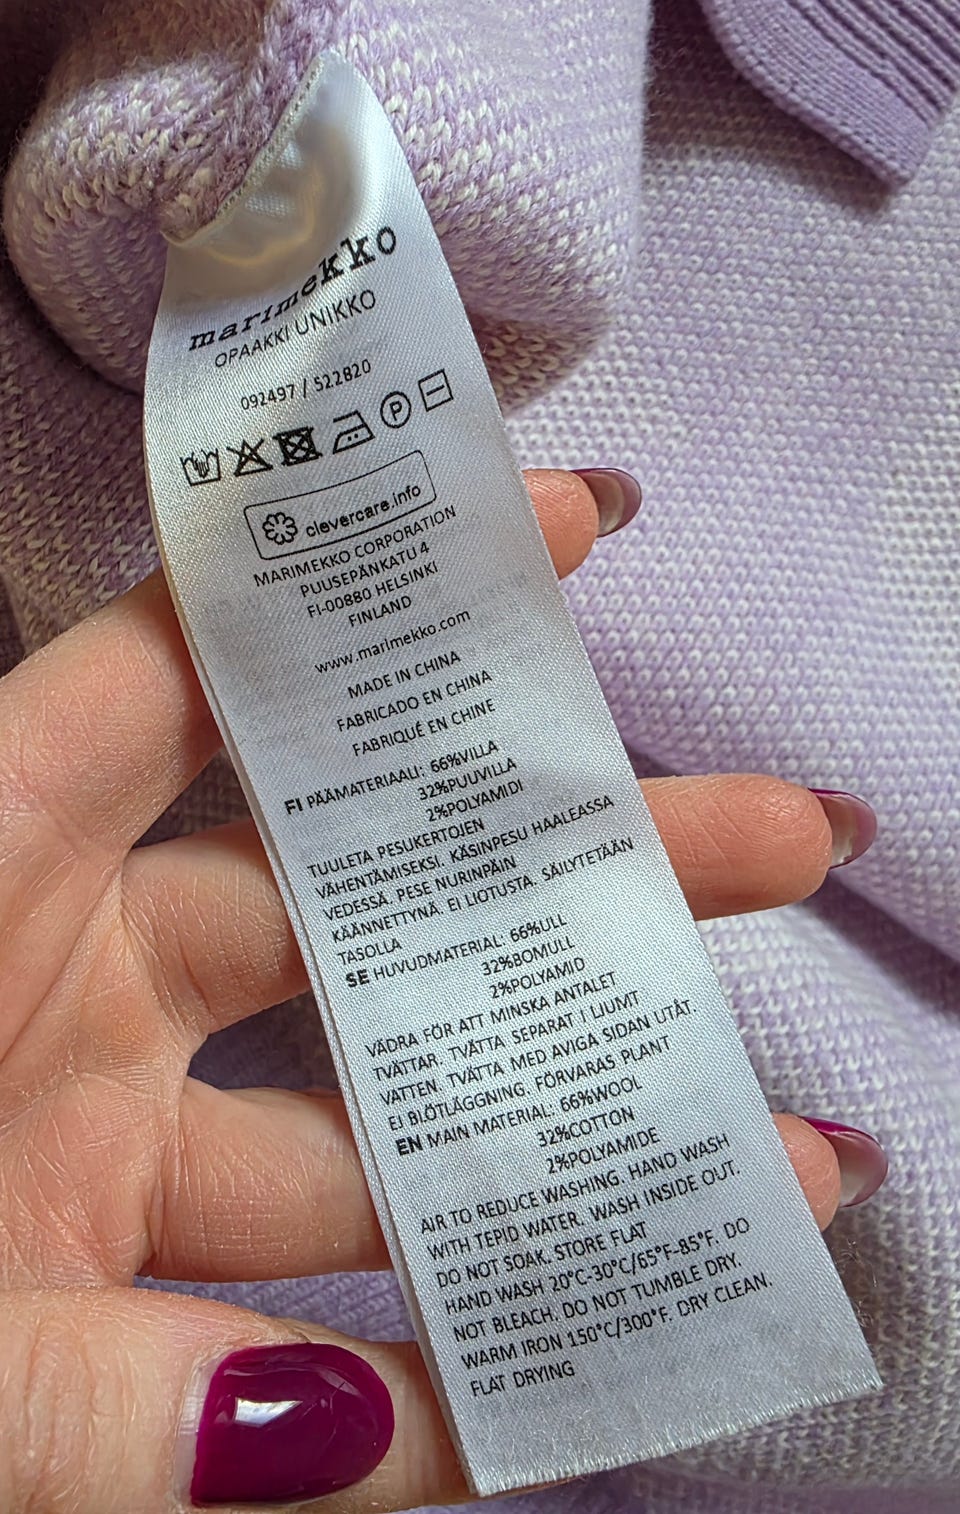 marimekko
OPAAKKI UNIKKO
092497 / 522820
P
clevercare.info
MARIMEKKO CORPORATION
PUUSEPÄNKATU 4
FI-00880 HELSINKI
FINLAND
www.marimekko.com
MADE IN CHINA
FABRICADO EN CHINA
FABRIQUÉ EN CHINE
FI PÄÄMATERIAALI: 66%VILLA
32%PUUVILLA
2%POLYAMIDI
TUULETA PESUKERTOJEN
VÄHENTÄMISEKSI. KÄSINPESU HAALEASSA
VEDESSÄ. PESE NURINPÄIN
KÄÄNNETTYNÄ. EI LIOTUSTA. SÄILYTETÄÄN
TASOLLA
SE HUVUDMATERIAL: 66%ULL
32%BOMULL
2%POLYAMID
VÄDRA FÖR ATT MINSKA ANTALET
TVÄTTAR. TVÄTTA SEPARAT I LJUMT
VATTEN. TVÄTTA MED AVIGA SIDAN UTÅT.
EJ BLÖTLÄGGNING. FÖRVARAS PLANT
EN MAIN MATERIAL: 66%WOOL
32%COTTON
2%POLYAMIDE
AIR TO REDUCE WASHING. HAND WASH
WITH TEPID WATER. WASH INSIDE OUT.
DO NOT SOAK. STORE FLAT
HAND WASH 20°C-30°C/65°F-85°F. DO
NOT BLEACH. DO NOT TUMBLE DRY.
WARM IRON 150°C/300°F. DRY CLEAN.
FLAT DRYING